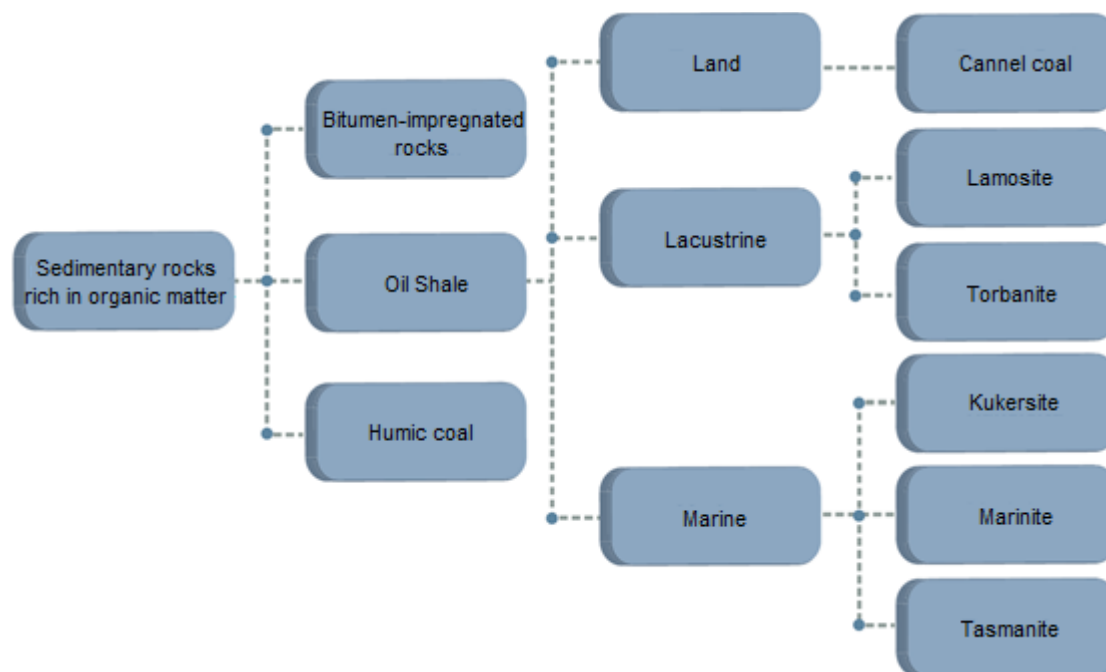 Sedimentary rocks
rich in organic matter
Bitumen-impregnated
rocks
Oil Shale
Humic coal
Land
Lacustrine
Marine
Cannel coal
Lamosite
Torbanite
Kukersite
Marinite
Tasmanite